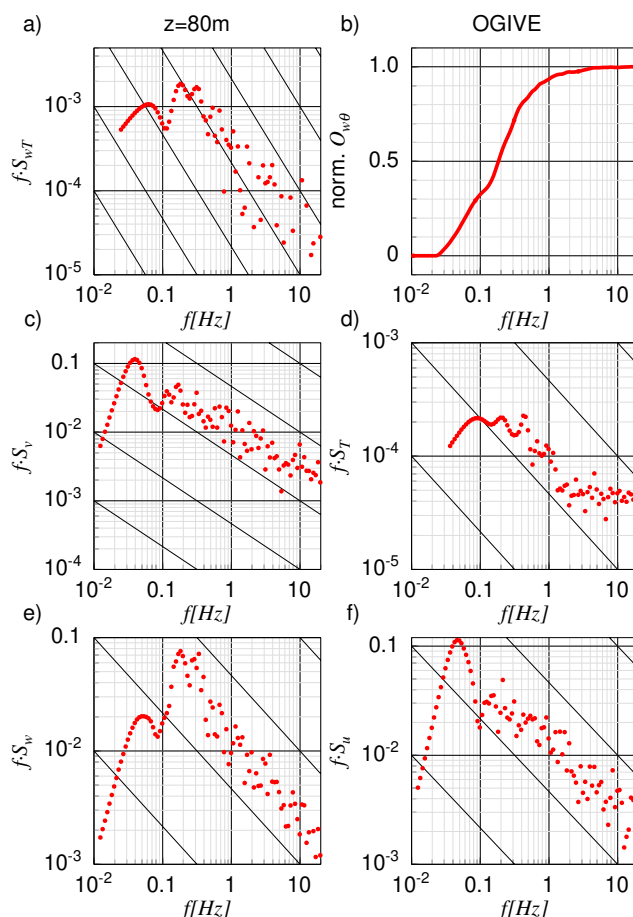 a) z=80m
b) OGIVE
f·S_wT
10^-3
10^-4
10^-5
10^-2 0.1 1 10
f[Hz]
norm. O_wθ
1.0
0.5
0
10^-2 0.1 1 10
f[Hz]
c)
f·S_v
0.1
10^-2
10^-3
10^-4
10^-2 0.1 1 10
f[Hz]
d)
f·S_T
10^-3
10^-4
10^-5
10^-2 0.1 1 10
f[Hz]
e)
f·S_w
0.1
10^-2
10^-3
10^-2 0.1 1 10
f[Hz]
f)
f·S_u
0.1
10^-2
10^-3
10^-2 0.1 1 10
f[Hz]